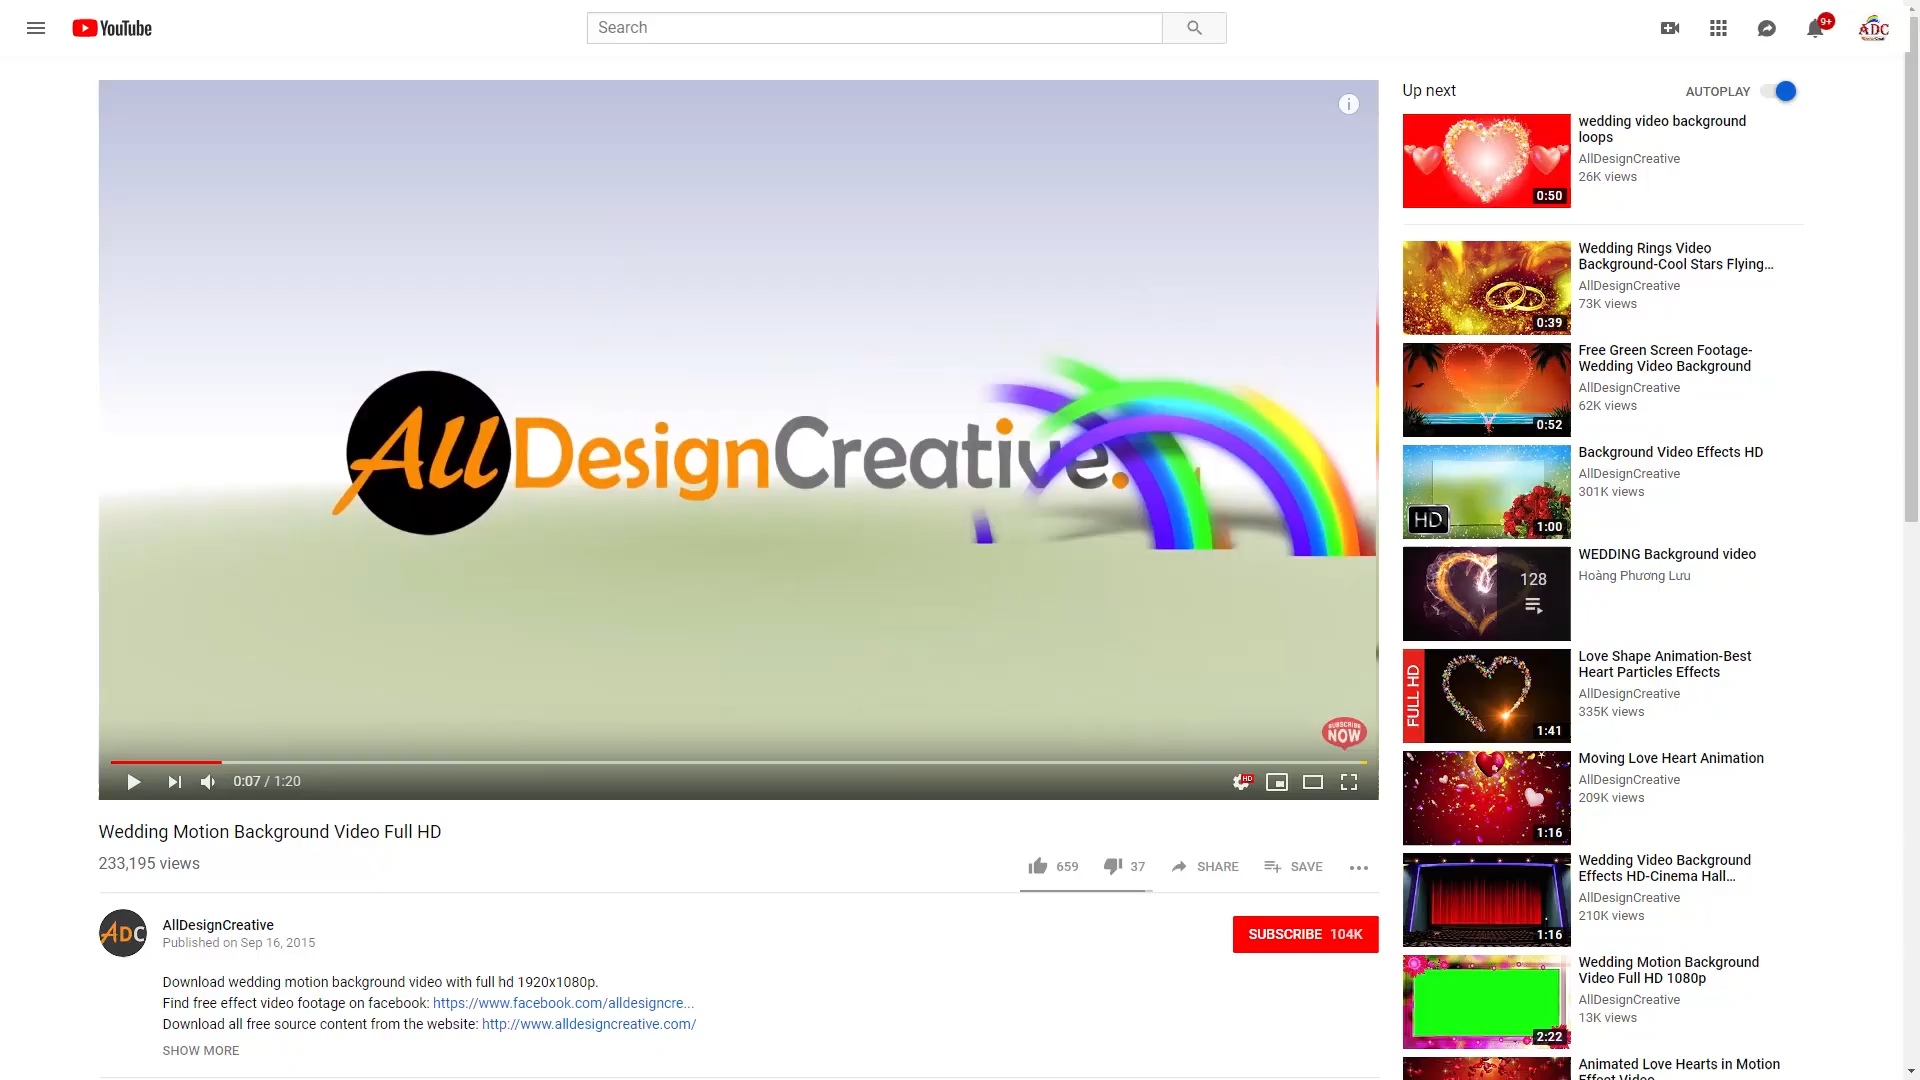 YouTube
Search
9+
ADC
AllDesignCreative.
SUBSCRIBE
NOW
0:07 / 1:20
HD
Wedding Motion Background Video Full HD
233,195 views
659
37
SHARE
SAVE
ADC
AllDesignCreative
Published on Sep 16, 2015
SUBSCRIBE 104K
Download wedding motion background video with full hd 1920x1080p.
Find free effect video footage on facebook: https://www.facebook.com/alldesigncre...
Download all free source content from the website: http://www.alldesigncreative.com/
SHOW MORE
Up next
AUTOPLAY
0:50
wedding video background
loops
AllDesignCreative
26K views
0:39
Wedding Rings Video
Background-Cool Stars Flying...
AllDesignCreative
73K views
0:52
Free Green Screen Footage-
Wedding Video Background
AllDesignCreative
62K views
HD
1:00
Background Video Effects HD
AllDesignCreative
301K views
128
WEDDING Background video
Hoàng Phương Lưu
FULL HD
1:41
Love Shape Animation-Best
Heart Particles Effects
AllDesignCreative
335K views
1:16
Moving Love Heart Animation
AllDesignCreative
209K views
1:16
Wedding Video Background
Effects HD-Cinema Hall...
AllDesignCreative
210K views
2:22
Wedding Motion Background
Video Full HD 1080p
AllDesignCreative
13K views
Animated Love Hearts in Motion
Effect Video